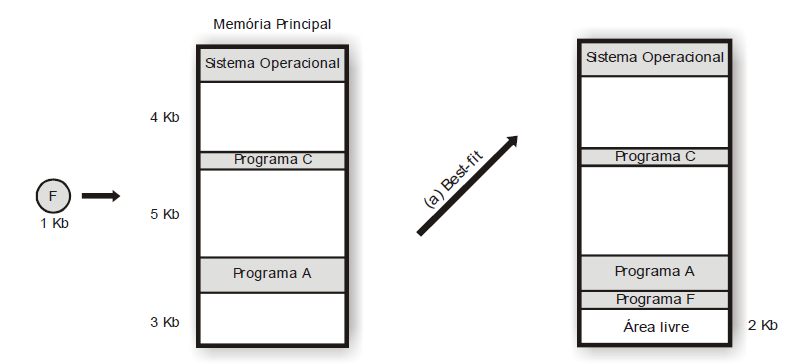 Memória Principal
Sistema Operacional
4 Kb
Programa C
F
1 Kb
5 Kb
Programa A
3 Kb
(a) Best-fit
Sistema Operacional
Programa C
Programa A
Programa F
Área livre
2 Kb